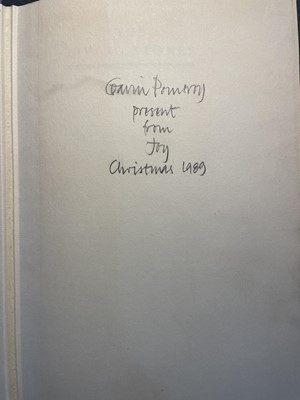 Gavin Pomeroy
present
from
Joy
Christmas 1989